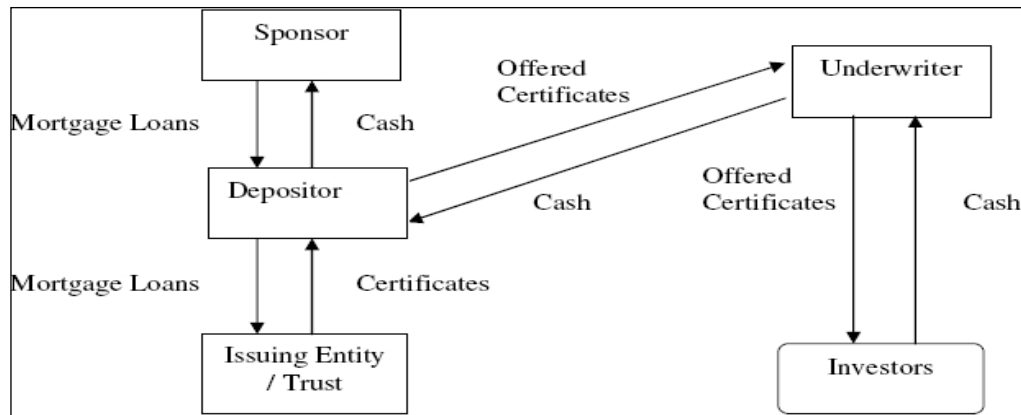 Sponsor
Underwriter
Offered
Certificates
Mortgage Loans
Cash
Depositor
Offered
Certificates
Cash
Cash
Mortgage Loans
Certificates
Issuing Entity
/ Trust
Investors